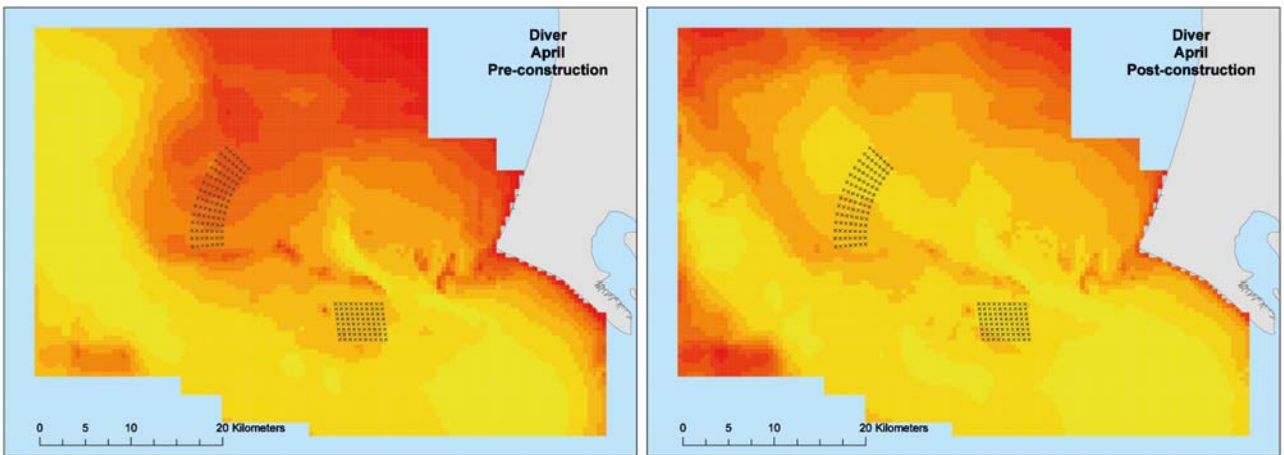 Diver
April
Pre-construction
0 5 10 20 Kilometers
Diver
April
Post-construction
0 5 10 20 Kilometers